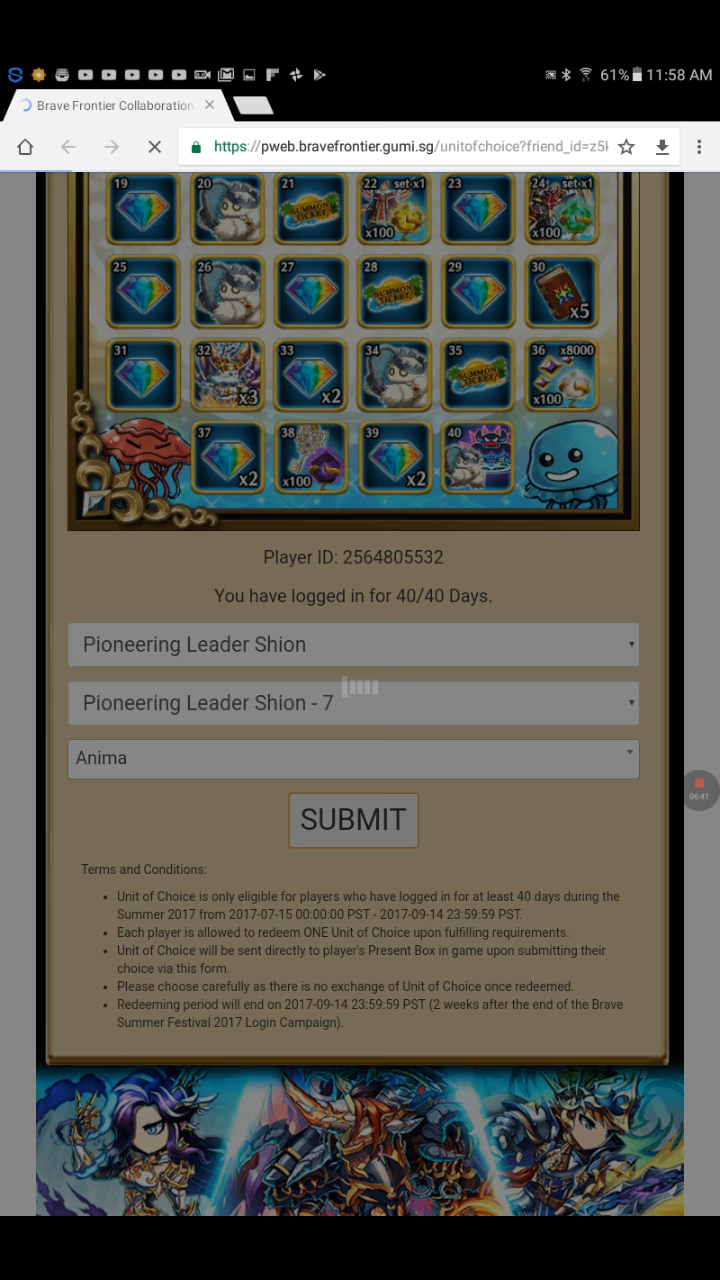 61% 11:58 AM
Brave Frontier Collaboration
https://pweb.bravefrontier.gumi.sg/unitofchoice?friend_id=z5
19 20 21 22 set x1 23 24 set x1
SUMMON TICKET x100 x100
25 26 27 28 29 30
SUMMON TICKET x5
31 32 33 34 35 36 x8000
x3 x2 SUMMON TICKET x100
37 38 39 40
x2 x100 x2
Player ID: 2564805532
You have logged in for 40/40 Days.
Pioneering Leader Shion
Pioneering Leader Shion - 7
Anima
06:41
SUBMIT
Terms and Conditions:
• Unit of Choice is only eligible for players who have logged in for at least 40 days during the
Summer 2017 from 2017-07-15 00:00:00 PST - 2017-09-14 23:59:59 PST.
• Each player is allowed to redeem ONE Unit of Choice upon fulfilling requirements.
• Unit of Choice will be sent directly to player's Present Box in game upon submitting their
choice via this form.
• Please choose carefully as there is no exchange of Unit of Choice once redeemed.
• Redeeming period will end on 2017-09-14 23:59:59 PST (2 weeks after the end of the Brave
Summer Festival 2017 Login Campaign).